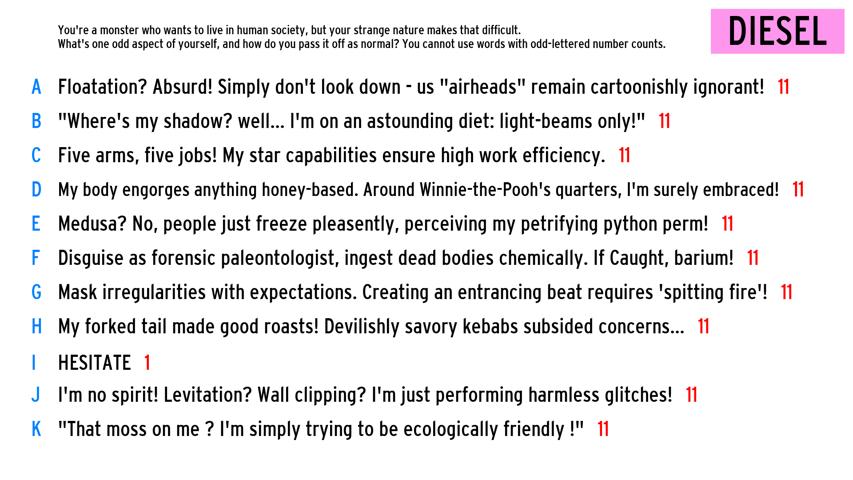 You're a monster who wants to live in human society, but your strange nature makes that difficult.
What's one odd aspect of yourself, and how do you pass it off as normal? You cannot use words with odd-lettered number counts.
DIESEL
A Floatation? Absurd! Simply don't look down - us "airheads" remain cartoonishly ignorant! 11
B "Where's my shadow? well... I'm on an astounding diet: light-beams only!" 11
C Five arms, five jobs! My star capabilities ensure high work efficiency. 11
D My body engorges anything honey-based. Around Winnie-the-Pooh's quarters, I'm surely embraced! 11
E Medusa? No, people just freeze pleasently, perceiving my petrifying python perm! 11
F Disguise as forensic paleontologist, ingest dead bodies chemically. If Caught, barium! 11
G Mask irregularities with expectations. Creating an entrancing beat requires 'spitting fire'! 11
H My forked tail made good roasts! Devilishly savory kebabs subsided concerns... 11
I HESITATE 1
J I'm no spirit! Levitation? Wall clipping? I'm just performing harmless glitches! 11
K "That moss on me ? I'm simply trying to be ecologically friendly !" 11